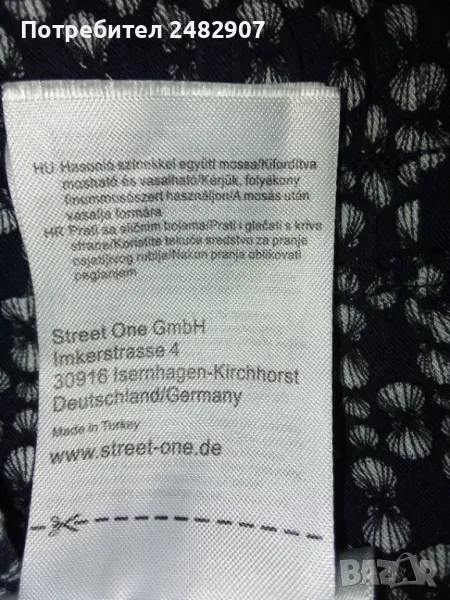 Потребител 2482907
HU Hasonló színekkel együtt mossa/Kifordítva
mosható és vasalható/Kérjük, folyékony
finommosószert használjon/A mosás után
vasalja formára
HR Prati sa sličnim bojama/Prati i glačati s krive
strane/Koristite tekuće sredstvo za pranje
osjetljivog rublja/Nakon pranja oblikovati
peglanjem
Street One GmbH
Imkerstrasse 4
30916 Isernhagen-Kirchhorst
Deutschland/Germany
Made in Turkey
www.street-one.de
BAZAR